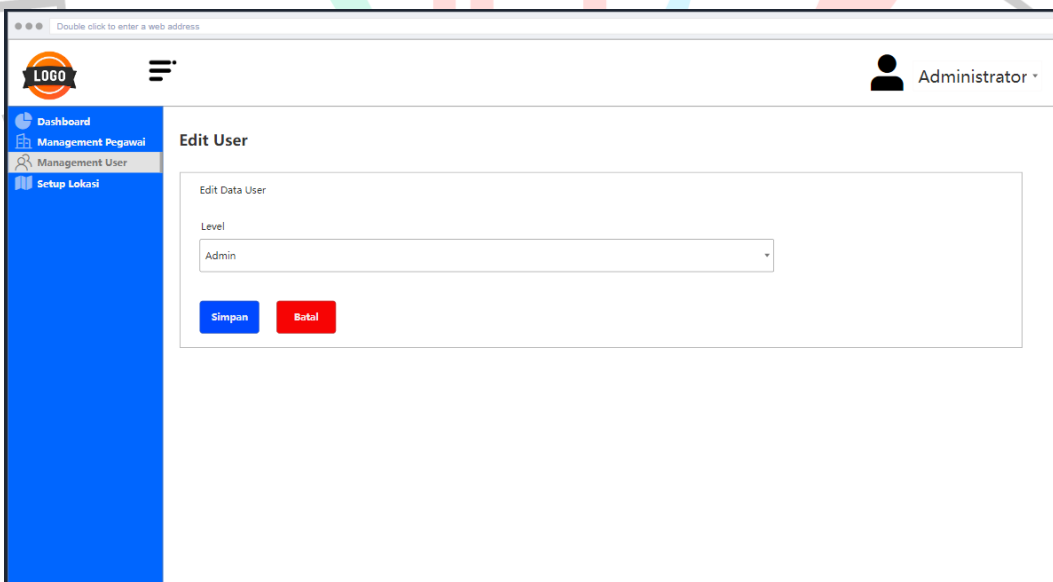 Double click to enter a web address
LOGO
Administrator
Dashboard
Management Pegawai
Management User
Setup Lokasi
Edit User
Edit Data User
Level
Admin
Simpan
Batal